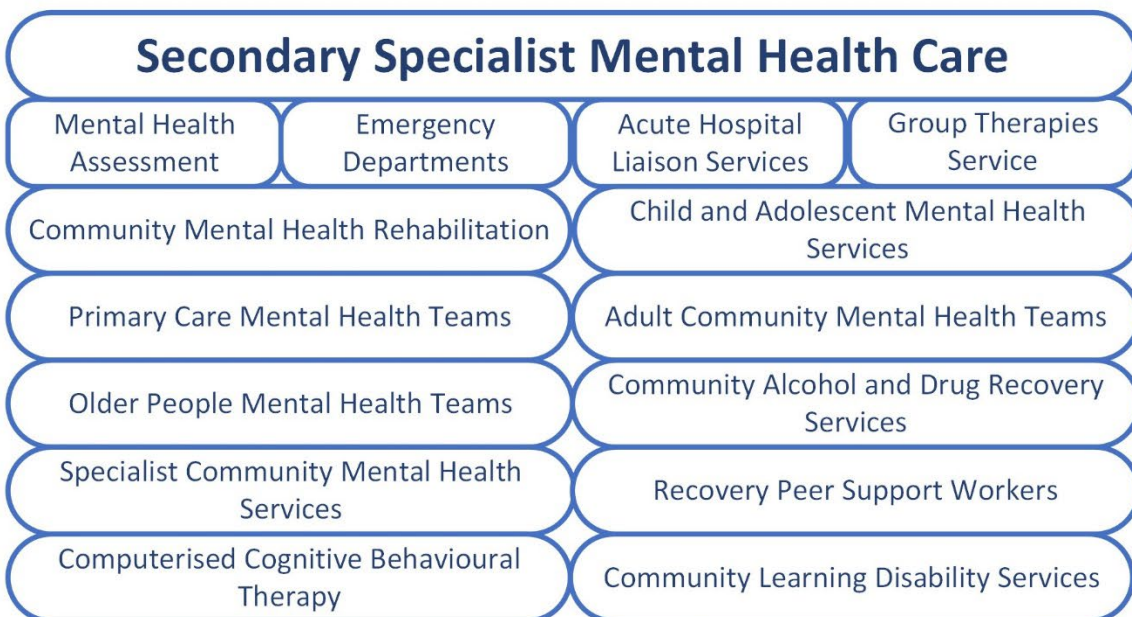 Secondary Specialist Mental Health Care
Mental Health
Assessment
Emergency
Departments
Acute Hospital
Liaison Services
Group Therapies
Service
Community Mental Health Rehabilitation
Child and Adolescent Mental Health
Services
Primary Care Mental Health Teams
Adult Community Mental Health Teams
Older People Mental Health Teams
Community Alcohol and Drug Recovery
Services
Specialist Community Mental Health
Services
Recovery Peer Support Workers
Computerised Cognitive Behavioural
Therapy
Community Learning Disability Services